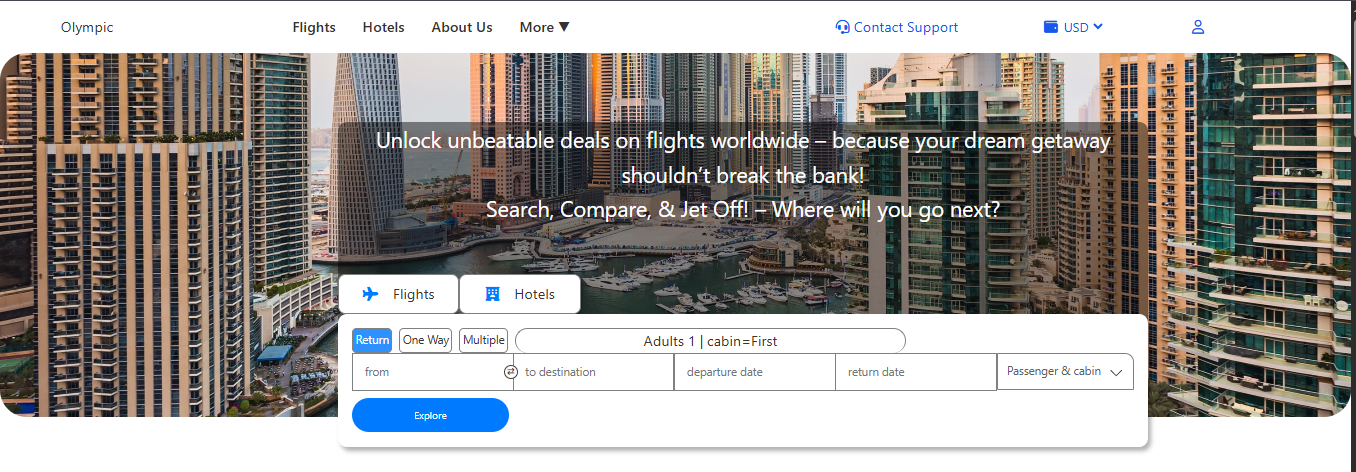 Olympic
Flights
Hotels
About Us
More ▼
Contact Support
USD
Unlock unbeatable deals on flights worldwide – because your dream getaway
shouldn’t break the bank!
Search, Compare, & Jet Off! – Where will you go next?
Flights
Hotels
Return
One Way
Multiple
Adults 1 | cabin=First
from
to destination
departure date
return date
Passenger & cabin
Explore